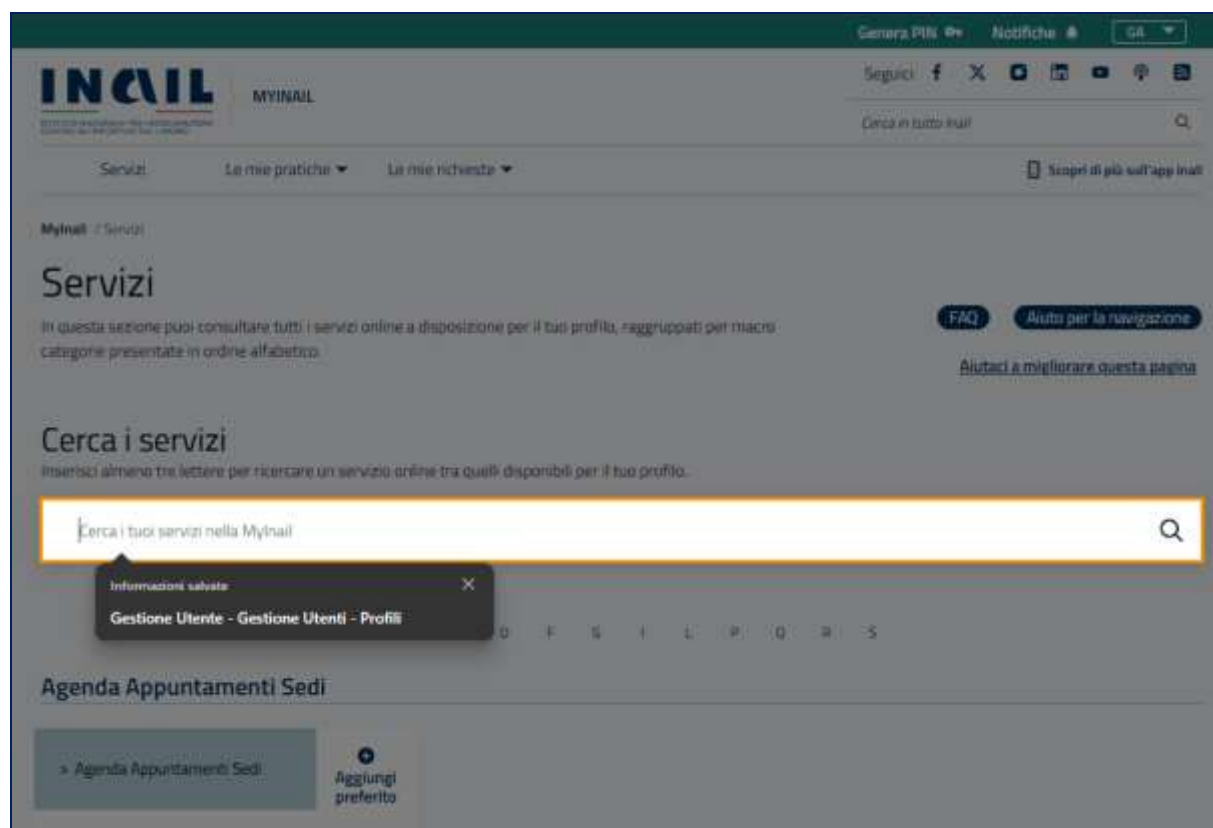 Genera PIN Notifiche GA
INAIL MYINAIL
Seguici
Cerca in tutto Inail
Servizi Le mie pratiche Le mie richieste Scopri di più sull'app Inail
MyInail / Servizi
Servizi
In questa sezione puoi consultare tutti i servizi online a disposizione per il tuo profilo, raggruppati per macro
categorie presentate in ordine alfabetico.
FAQ Aiuto per la navigazione
Aiutaci a migliorare questa pagina
Cerca i servizi
Inserisci almeno tre lettere per ricercare un servizio online tra quelli disponibili per il tuo profilo.
Cerca i tuoi servizi nella MyInail
Informazioni salvate
Gestione Utente - Gestione Utenti - Profili
D F G I L P Q R S
Agenda Appuntamenti Sedi
» Agenda Appuntamenti Sedi
Aggiungi
preferito